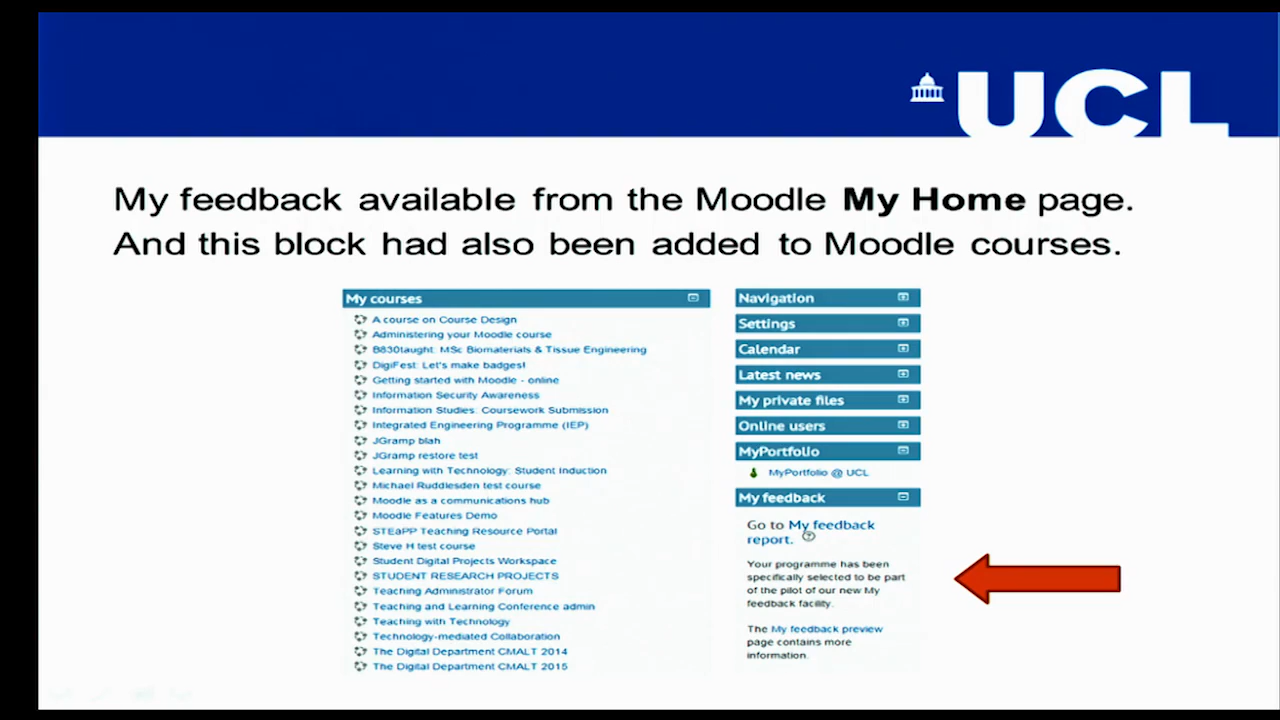 UCL
My feedback available from the Moodle My Home page.
And this block had also been added to Moodle courses.
My courses
A course on Course Design
Administering your Moodle course
B830taught: MSc Biomaterials & Tissue Engineering
DigiFest: Let's make badges!
Getting started with Moodle - online
Information Security Awareness
Information Studies: Coursework Submission
Integrated Engineering Programme (IEP)
JGramp blah
JGramp restore test
Learning with Technology: Student Induction
Michael Ruddlesden test course
Moodle as a communications hub
Moodle Features Demo
STEaPP Teaching Resource Portal
Steve H test course
Student Digital Projects Workspace
STUDENT RESEARCH PROJECTS
Teaching Administrator Forum
Teaching and Learning Conference admin
Teaching with Technology
Technology-mediated Collaboration
The Digital Department CMALT 2014
The Digital Department CMALT 2015
Navigation
Settings
Calendar
Latest news
My private files
Online users
MyPortfolio
MyPortfolio @ UCL
My feedback
Go to My feedback
report.
Your programme has been
specifically selected to be part
of the pilot of our new My
feedback facility.
The My feedback preview
page contains more
information.